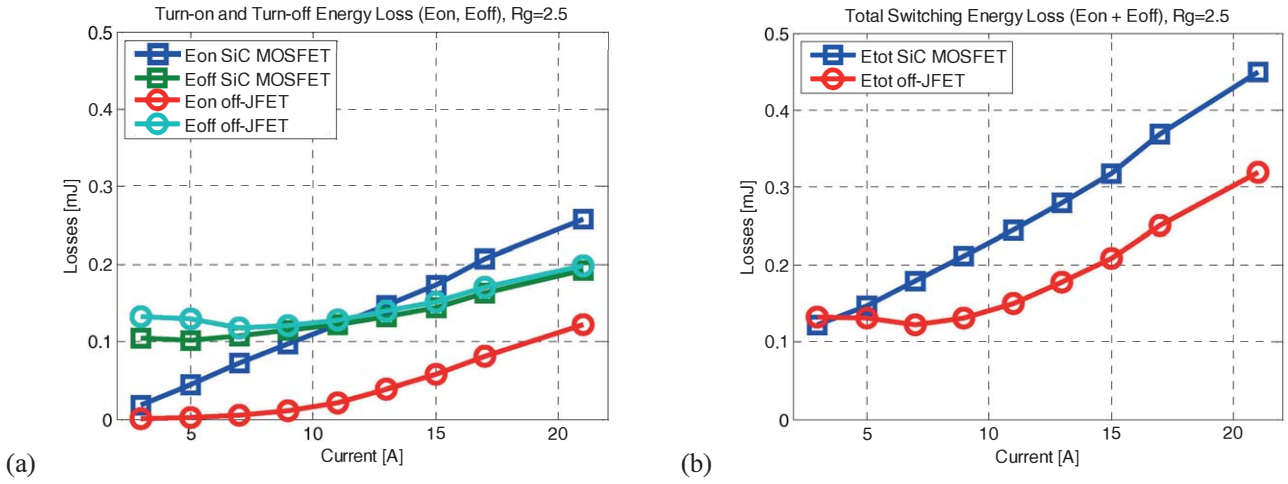 Turn-on and Turn-off Energy Loss (Eon, Eoff), Rg=2.5
0.5
0.4
0.3
0.2
0.1
0
Losses [mJ]
Eon SiC MOSFET
Eoff SiC MOSFET
Eon off-JFET
Eoff off-JFET
5
10
15
20
Current [A]
(a)
Total Switching Energy Loss (Eon + Eoff), Rg=2.5
0.5
0.4
0.3
0.2
0.1
0
Losses [mJ]
Etot SiC MOSFET
Etot off-JFET
5
10
15
20
Current [A]
(b)